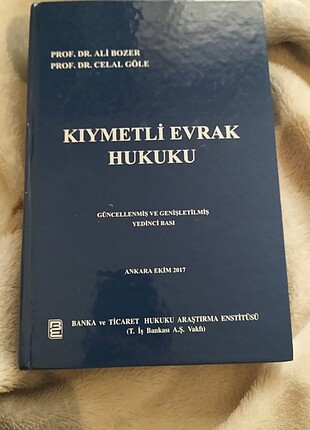 PROF. DR. ALİ BOZER
PROF. DR. CELAL GÖLE
KIYMETLİ EVRAK
HUKUKU
GÜNCELLENMİŞ VE GENİŞLETİLMİŞ
YEDİNCİ BASI
ANKARA EKİM 2017
BANKA ve TİCARET HUKUKU ARAŞTIRMA ENSTİTÜSÜ
(T. İş Bankası A.Ş. Vakfı)